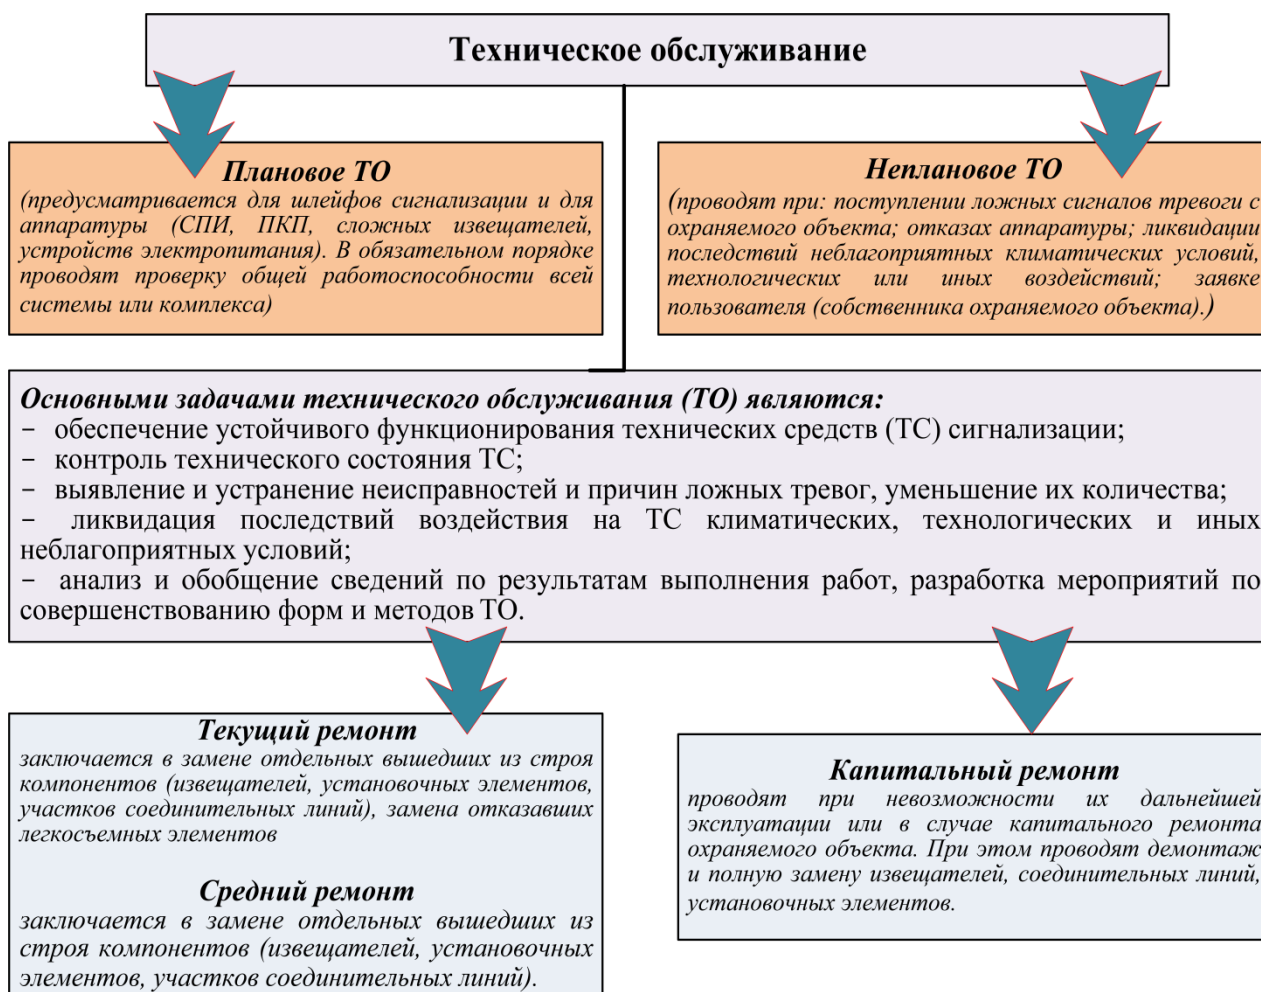 Техническое обслуживание
Плановое ТО
(предусматривается для шлейфов сигнализации и для
аппаратуры (СПИ, ПКП, сложных извещателей,
устройств электропитания). В обязательном порядке
проводят проверку общей работоспособности всей
системы или комплекса)
Неплановое ТО
(проводят при: поступлении ложных сигналов тревоги с
охраняемого объекта; отказах аппаратуры; ликвидации
последствий неблагоприятных климатических условий,
технологических или иных воздействий; заявке
пользователя (собственника охраняемого объекта).)
Основными задачами технического обслуживания (ТО) являются:
– обеспечение устойчивого функционирования технических средств (ТС) сигнализации;
– контроль технического состояния ТС;
– выявление и устранение неисправностей и причин ложных тревог, уменьшение их количества;
– ликвидация последствий воздействия на ТС климатических, технологических и иных
неблагоприятных условий;
– анализ и обобщение сведений по результатам выполнения работ, разработка мероприятий по
совершенствованию форм и методов ТО.
Текущий ремонт
заключается в замене отдельных вышедших из строя
компонентов (извещателей, установочных элементов,
участков соединительных линий), замена отказавших
легкосъемных элементов
Средний ремонт
заключается в замене отдельных вышедших из
строя компонентов (извещателей, установочных
элементов, участков соединительных линий).
Капитальный ремонт
проводят при невозможности их дальнейшей
эксплуатации или в случае капитального ремонта
охраняемого объекта. При этом проводят демонтаж
и полную замену извещателей, соединительных линий,
установочных элементов.